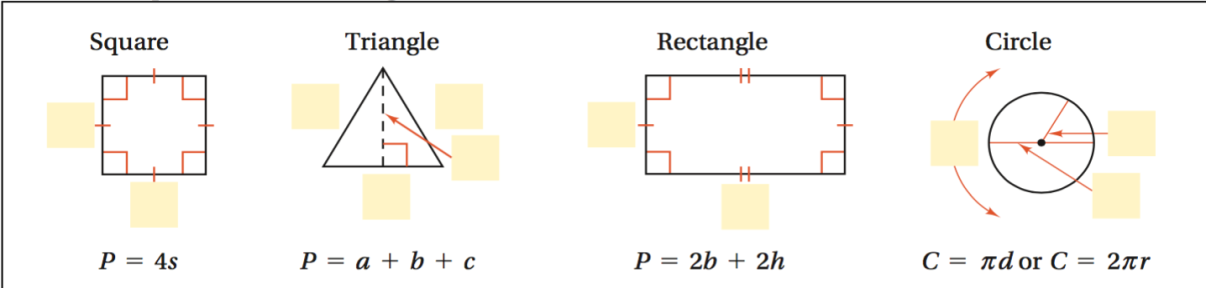 Square Triangle Rectangle Circle
P = 4s P = a + b + c P = 2b + 2h C = πd or C = 2πr